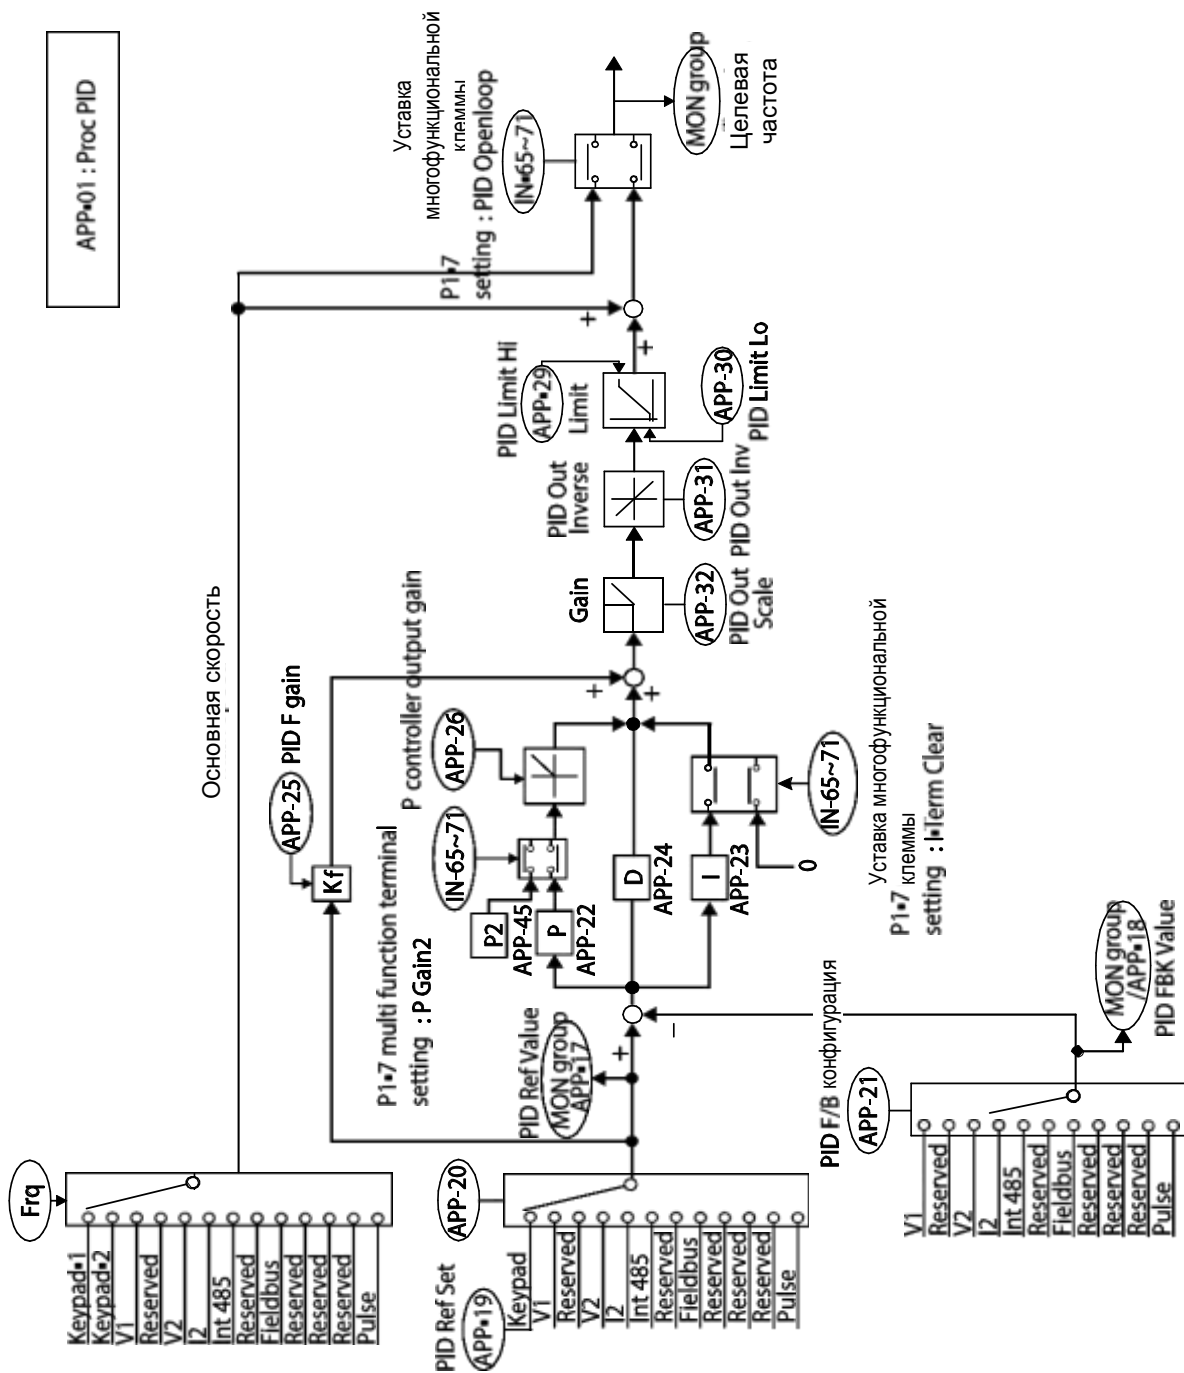 APP▪01 : Proc PID
Уставка
многофункциональной
клеммы
P1▪7
setting : PID Openloop
IN▪65~71
MON group
Целевая
частота
PID Limit Hi
APP▪29
Limit
APP-30
PID Limit Lo
PID Out
Inverse
APP-31
PID Out Inv
Gain
APP-32
PID Out
Scale
Основная скорость
APP-25
PID F gain
Kf
P controller output gain
APP-26
IN-65~71
P1▪7 multi function terminal
setting : P Gain2
P2
APP-45
P
APP-22
D
APP-24
I
APP-23
0
IN-65~71
Уставка многофункциональной
P1▪7 клеммы
setting : I▪Term Clear
PID Ref Value
MON group
APP▪17
+
+
+
+
+
–
Frq
Keypad▪1
Keypad▪2
V1
Reserved
V2
I2
Int 485
Reserved
Fieldbus
Reserved
Reserved
Reserved
Pulse
PID Ref Set
APP▪19
APP-20
Keypad
V1
Reserved
V2
I2
Int 485
Reserved
Fieldbus
Reserved
Reserved
Reserved
Pulse
PID F/B конфигурация
APP-21
V1
Reserved
V2
I2
Int 485
Reserved
Fieldbus
Reserved
Reserved
Reserved
Pulse
MON group
/APP▪18
PID FBK Value